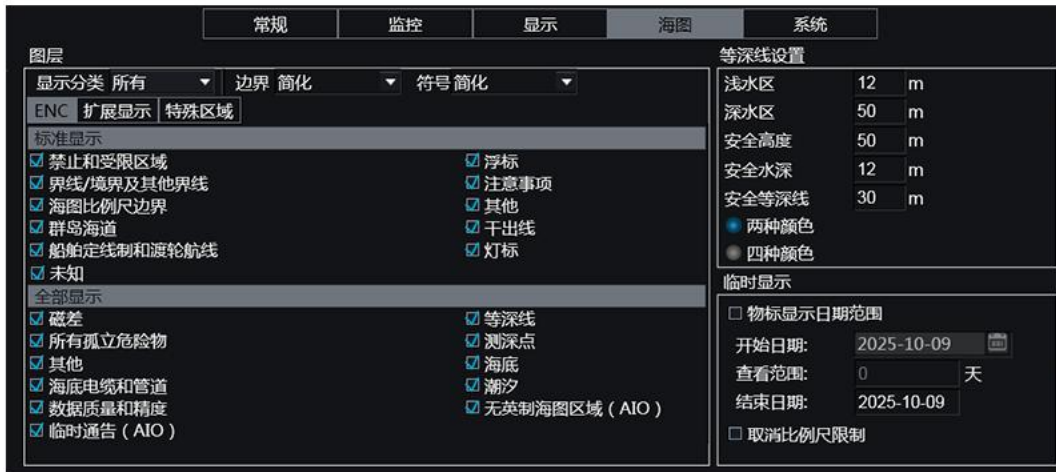 常规 监控 显示 海图 系统
图层
显示分类 所有 边界 简化 符号 简化
ENC 扩展显示 特殊区域
标准显示
禁止和受限区域 浮标
界线/境界及其他界线 注意事项
海图比例尺边界 其他
群岛海道 干出线
船舶定线制和渡轮航线 灯标
未知
全部显示
磁差 等深线
所有孤立危险物 测深点
其他 海底
海底电缆和管道 潮汐
数据质量和精度 无英制海图区域（AIO）
临时通告（AIO）
等深线设置
浅水区 12 m
深水区 50 m
安全高度 50 m
安全水深 12 m
安全等深线 30 m
两种颜色
四种颜色
临时显示
物标显示日期范围
开始日期: 2025-10-09
查看范围: 0 天
结束日期: 2025-10-09
取消比例尺限制